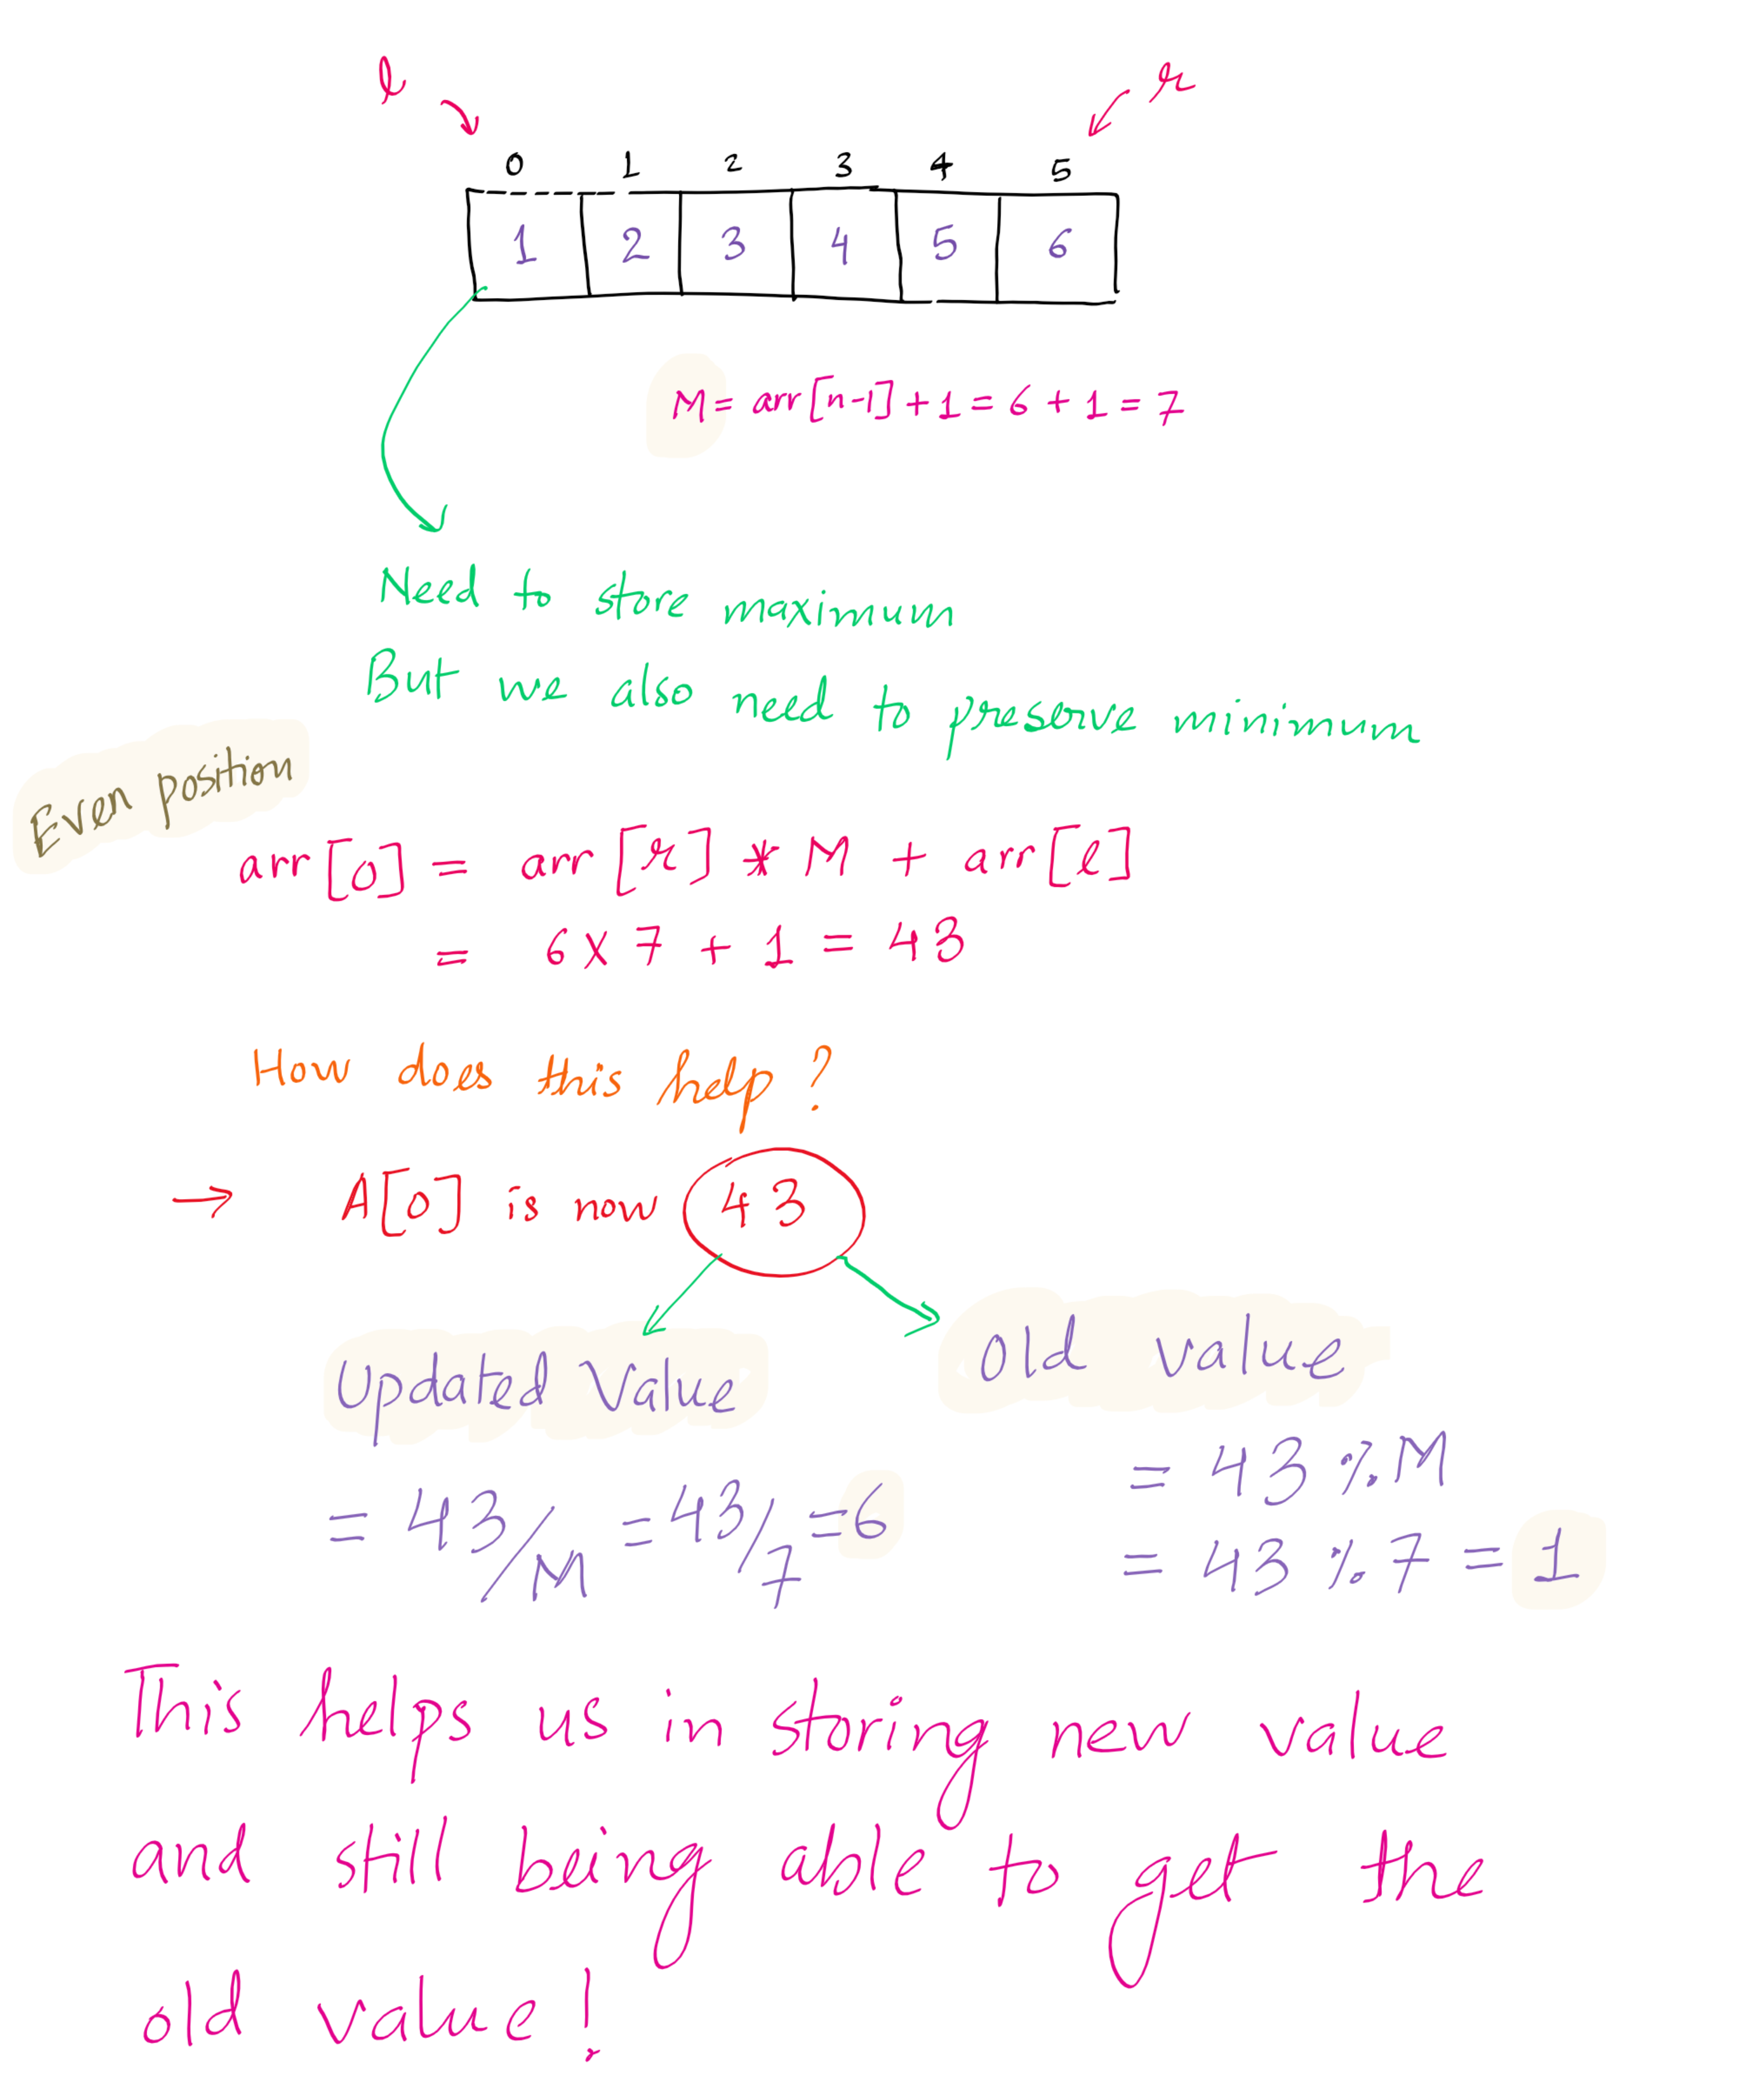 l r
0 1 2 3 4 5
1 2 3 4 5 6
M = arr[n-1] + 1 = 6 + 1 = 7
Need to store maximum
But we also need to preserve minimum
Even position
arr[0] = arr[r] * M + arr[l]
= 6 X 7 + 1 = 43
How does this help?
→ A[0] is now 43
Updated Value
= 43/M = 43/7 = 6
Old value
= 43 % M
= 43 % 7 = 1
This helps us in storing new value
and still being able to get the
old value!